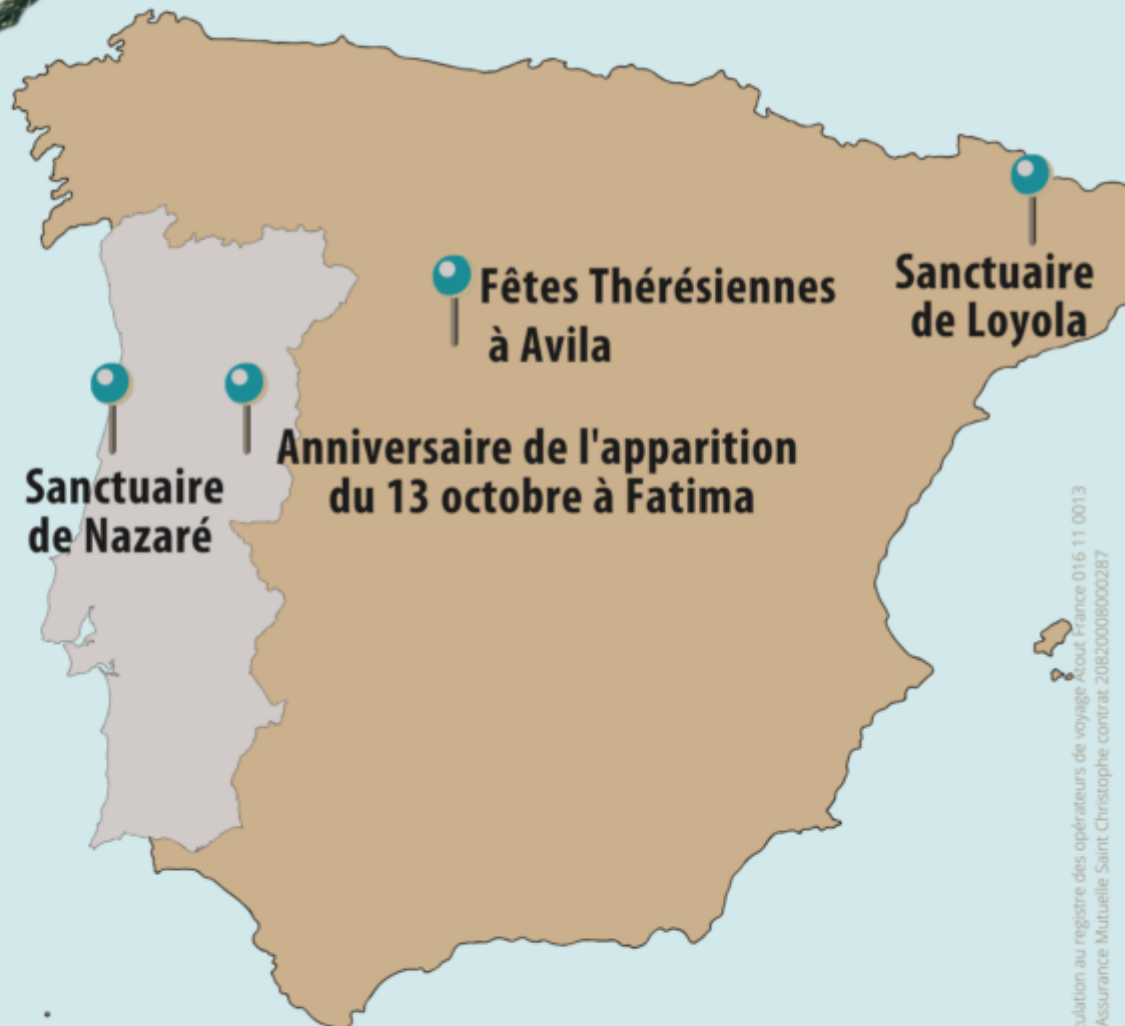 Fêtes Thérésiennes
à Avila
Sanctuaire
de Loyola
Anniversaire de l'apparition
du 13 octobre à Fatima
Sanctuaire
de Nazaré
ulation au registre des opérateurs de voyage Atout France 016 11 0013
Assurance Mutuelle Saint Christophe contrat 20820008000287